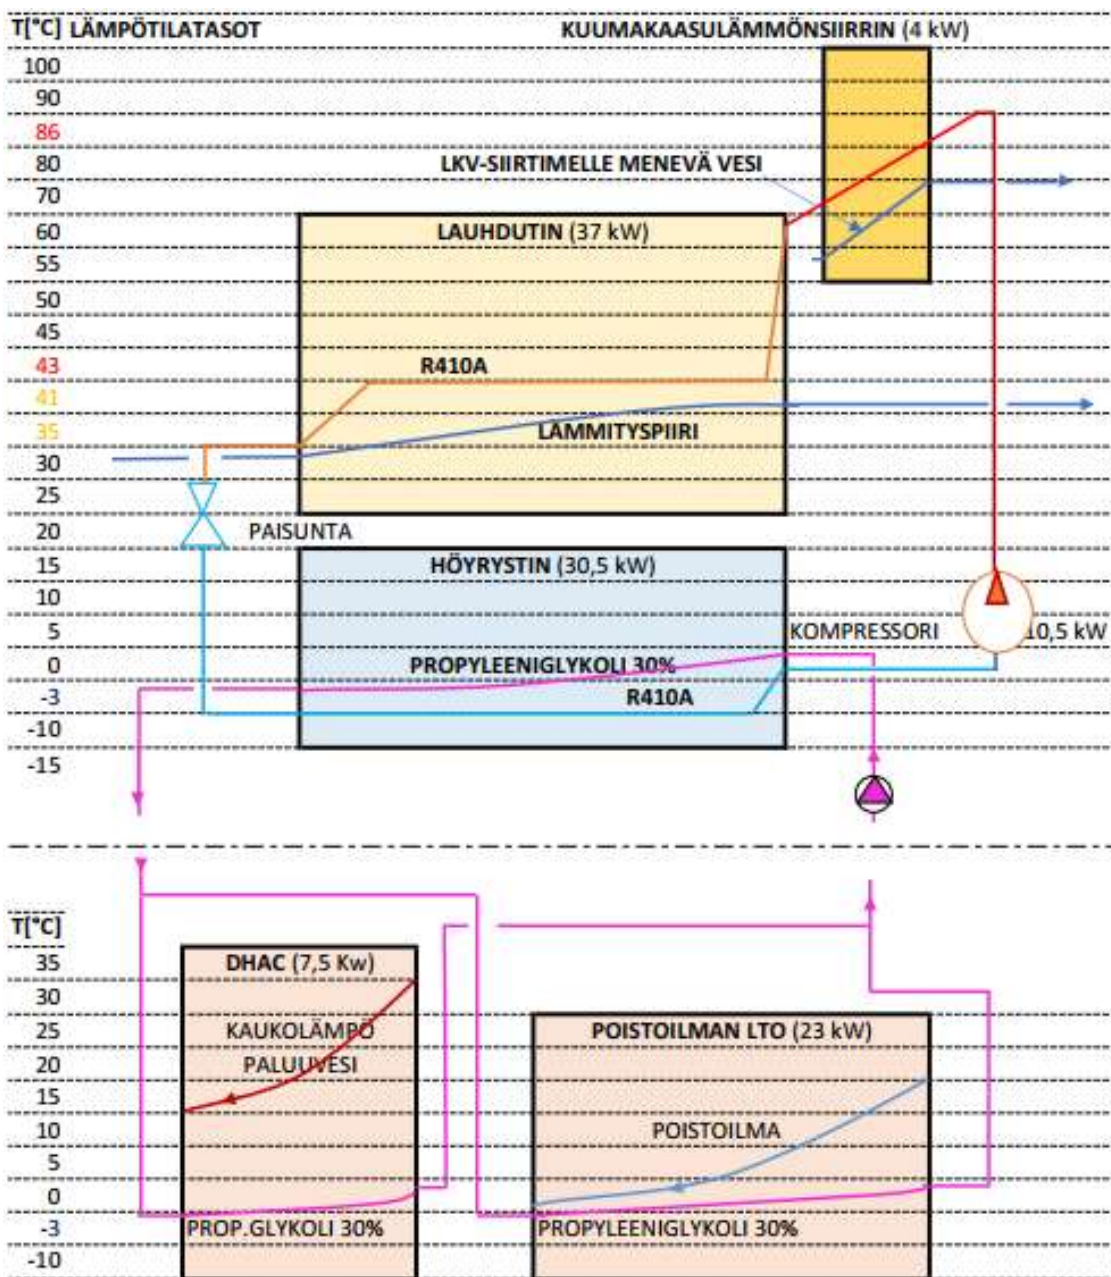 T[°C] LÄMPÖTILATASOT
KUUMAKAASULÄMMÖNSIIRRIN (4 kW)
100
90
86
80
LKV-SIIRTIMELLE MENEVÄ VESI
70
60
LAUHDUTIN (37 kW)
55
50
45
43
R410A
41
35
LÄMMITYSPIIRI
30
25
20
PAISUNTA
15
HÖYRYSTIN (30,5 kW)
10
5
KOMPRESSORI
10,5 kW
0
PROPYLEENIGLYKOLI 30%
-3
R410A
-10
-15
T[°C]
35
DHAC (7,5 Kw)
30
25
KAUKOLÄMPÖ
POISTOILMAN LTO (23 kW)
20
PALUUVESI
15
10
POISTOILMA
5
0
-3
PROP.GLYKOLI 30%
PROPYLEENIGLYKOLI 30%
-10